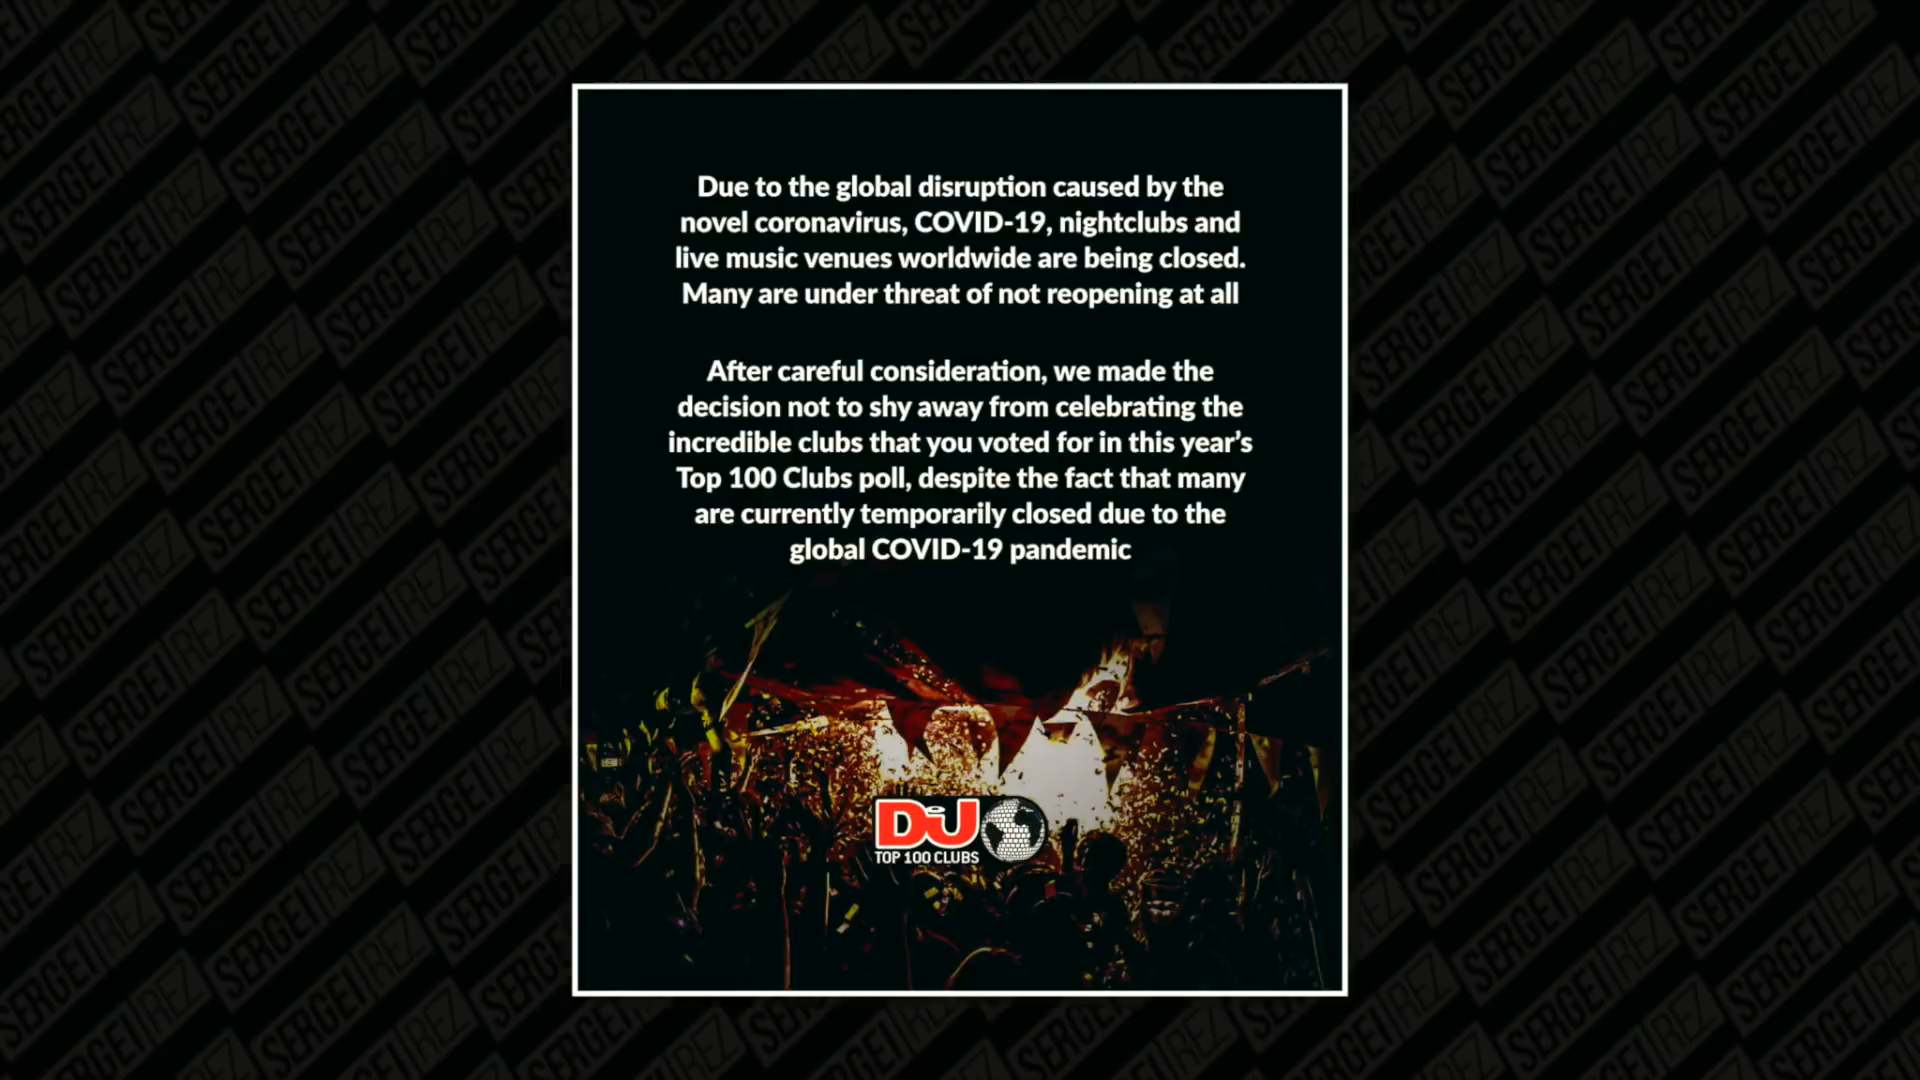 Due to the global disruption caused by the
novel coronavirus, COVID-19, nightclubs and
live music venues worldwide are being closed.
Many are under threat of not reopening at all
After careful consideration, we made the
decision not to shy away from celebrating the
incredible clubs that you voted for in this year's
Top 100 Clubs poll, despite the fact that many
are currently temporarily closed due to the
global COVID-19 pandemic
DJ
TOP 100 CLUBS
SERGEI REZ